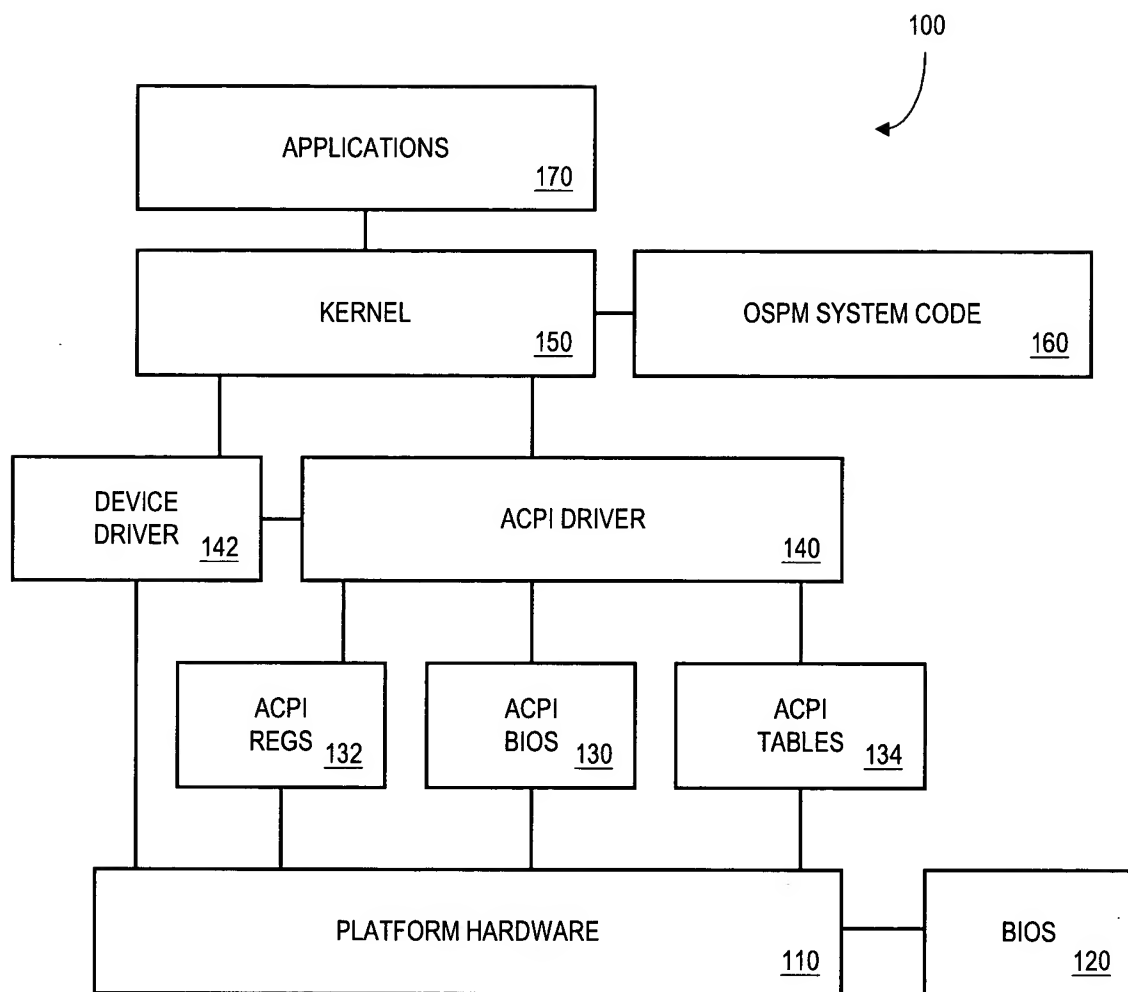 100
APPLICATIONS
170
KERNEL
150
OSPM SYSTEM CODE
160
DEVICE
DRIVER
142
ACPI DRIVER
140
ACPI
REGS
132
ACPI
BIOS
130
ACPI
TABLES
134
PLATFORM HARDWARE
110
BIOS
120